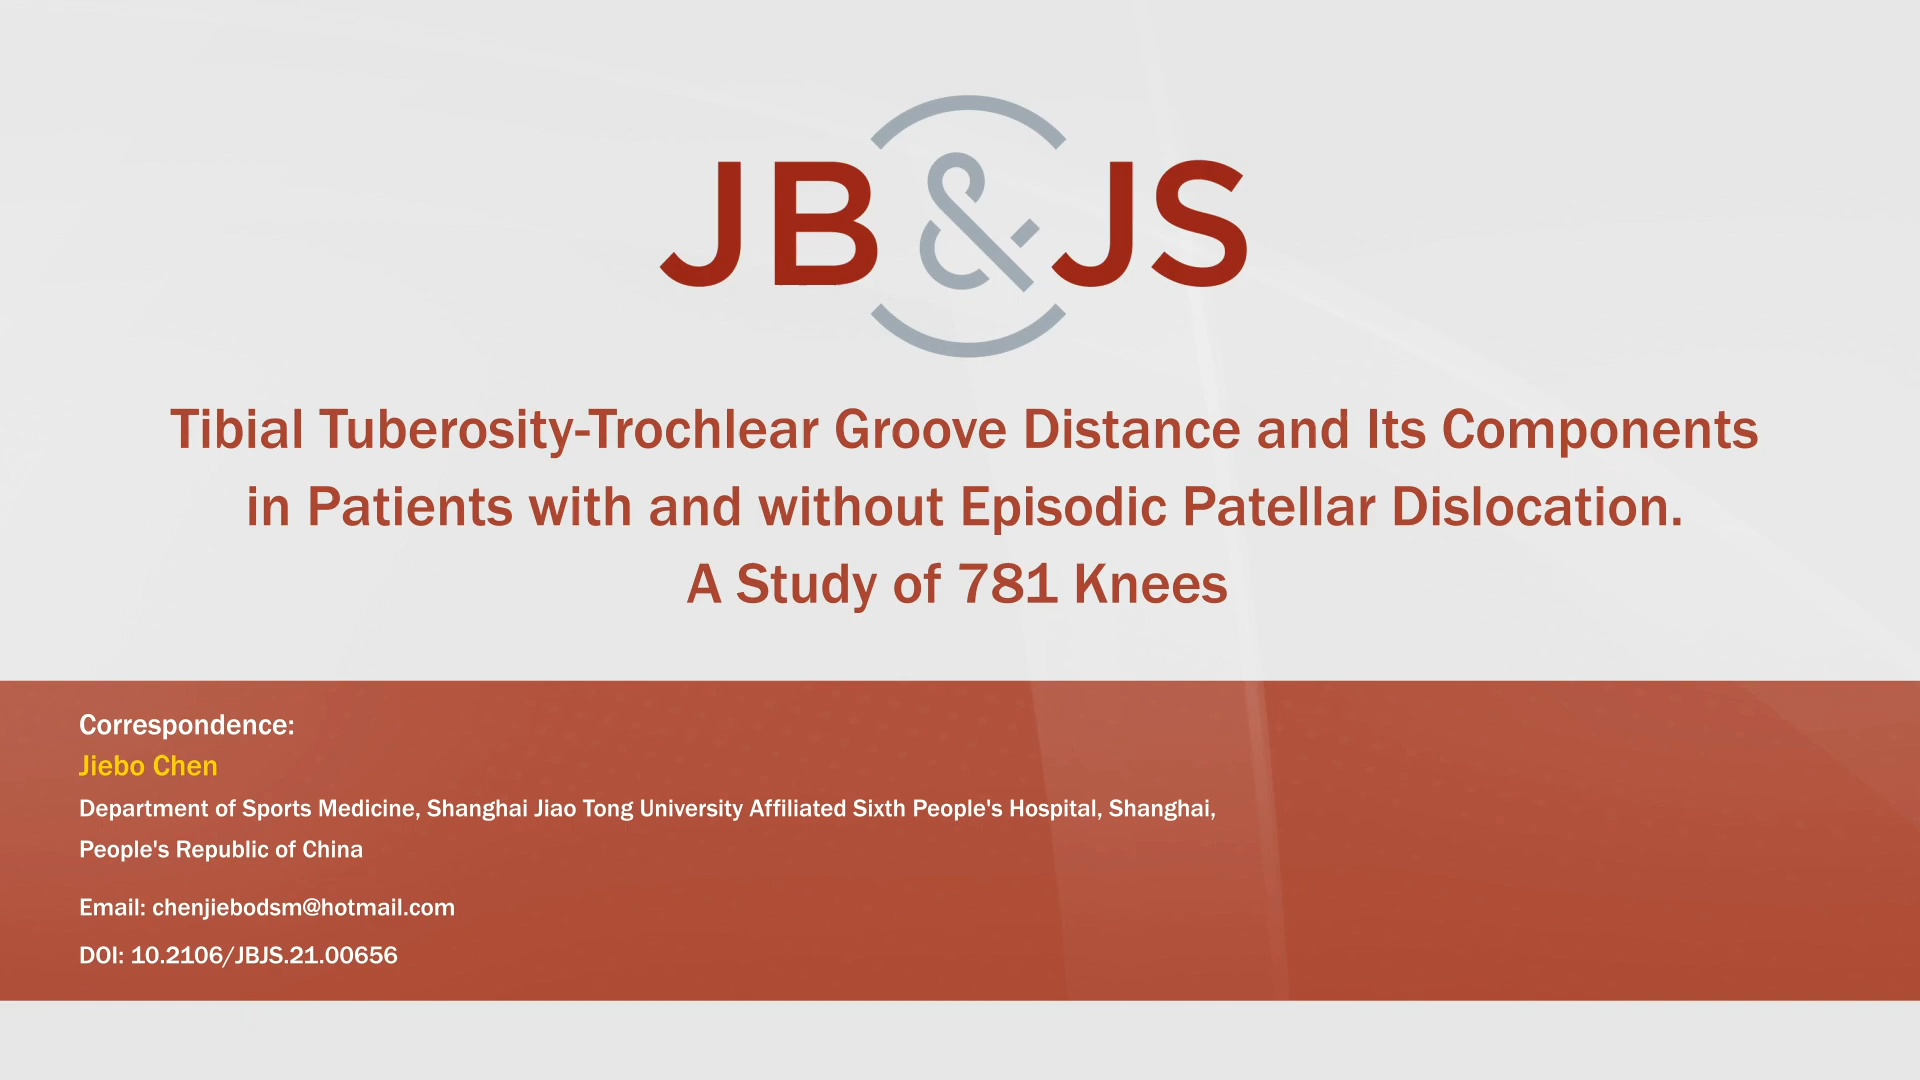 JB&JS
Tibial Tuberosity-Trochlear Groove Distance and Its Components
in Patients with and without Episodic Patellar Dislocation.
A Study of 781 Knees
Correspondence:
Jiebo Chen
Department of Sports Medicine, Shanghai Jiao Tong University Affiliated Sixth People's Hospital, Shanghai,
People's Republic of China
Email: chenjiebodsm@hotmail.com
DOI: 10.2106/JBJS.21.00656